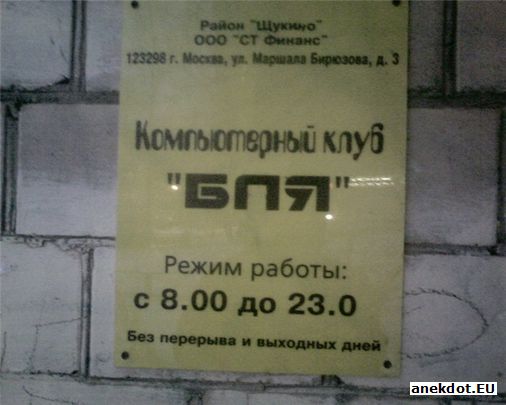 Район "Щукино"
ООО "СТ Финанс"
123298 г. Москва, ул. Маршала Бирюзова, д. 3
Компьютерный клуб
"БПЯ"
Режим работы:
с 8.00 до 23.0
Без перерыва и выходных дней
anekdot.EU